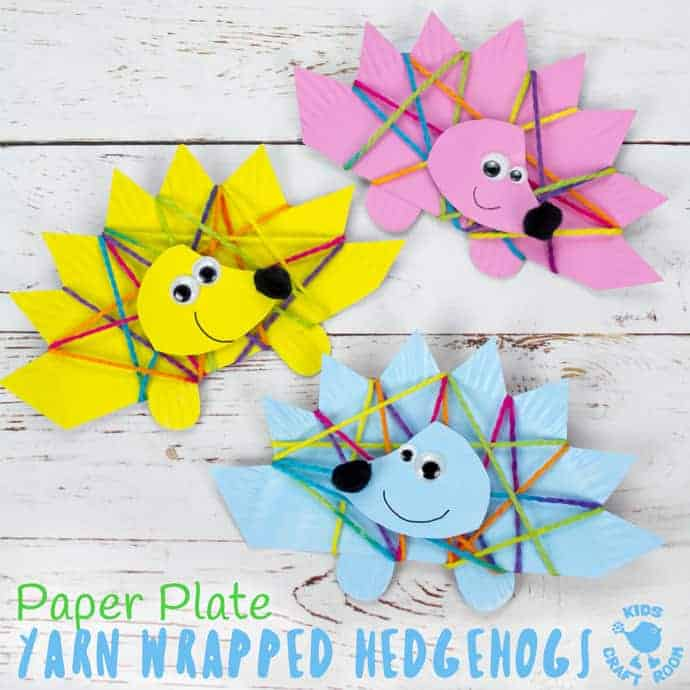 Paper Plate
YARN WRAPPED HEDGEHOGS
KIDS
CRAFT ROOM